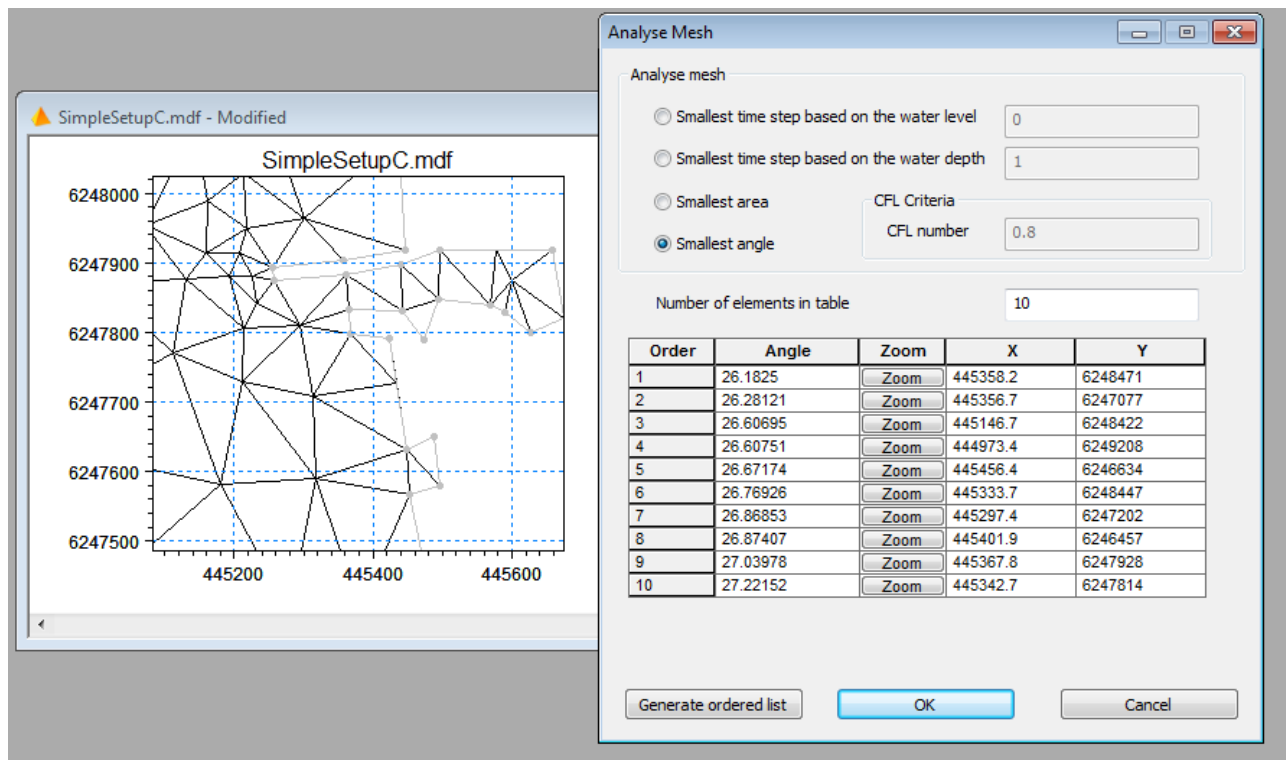 SimpleSetupC.mdf - Modified
SimpleSetupC.mdf
6248000
6247900
6247800
6247700
6247600
6247500
445200 445400 445600
Analyse Mesh
Analyse mesh
Smallest time step based on the water level 0
Smallest time step based on the water depth 1
Smallest area
CFL Criteria
Smallest angle
CFL number 0.8
Number of elements in table 10
Order Angle Zoom X Y
1 26.1825 Zoom 445358.2 6248471
2 26.28121 Zoom 445356.7 6247077
3 26.60695 Zoom 445146.7 6248422
4 26.60751 Zoom 444973.4 6249208
5 26.67174 Zoom 445456.4 6246634
6 26.76926 Zoom 445333.7 6248447
7 26.86853 Zoom 445297.4 6247202
8 26.87407 Zoom 445401.9 6246457
9 27.03978 Zoom 445367.8 6247928
10 27.22152 Zoom 445342.7 6247814
Generate ordered list OK Cancel